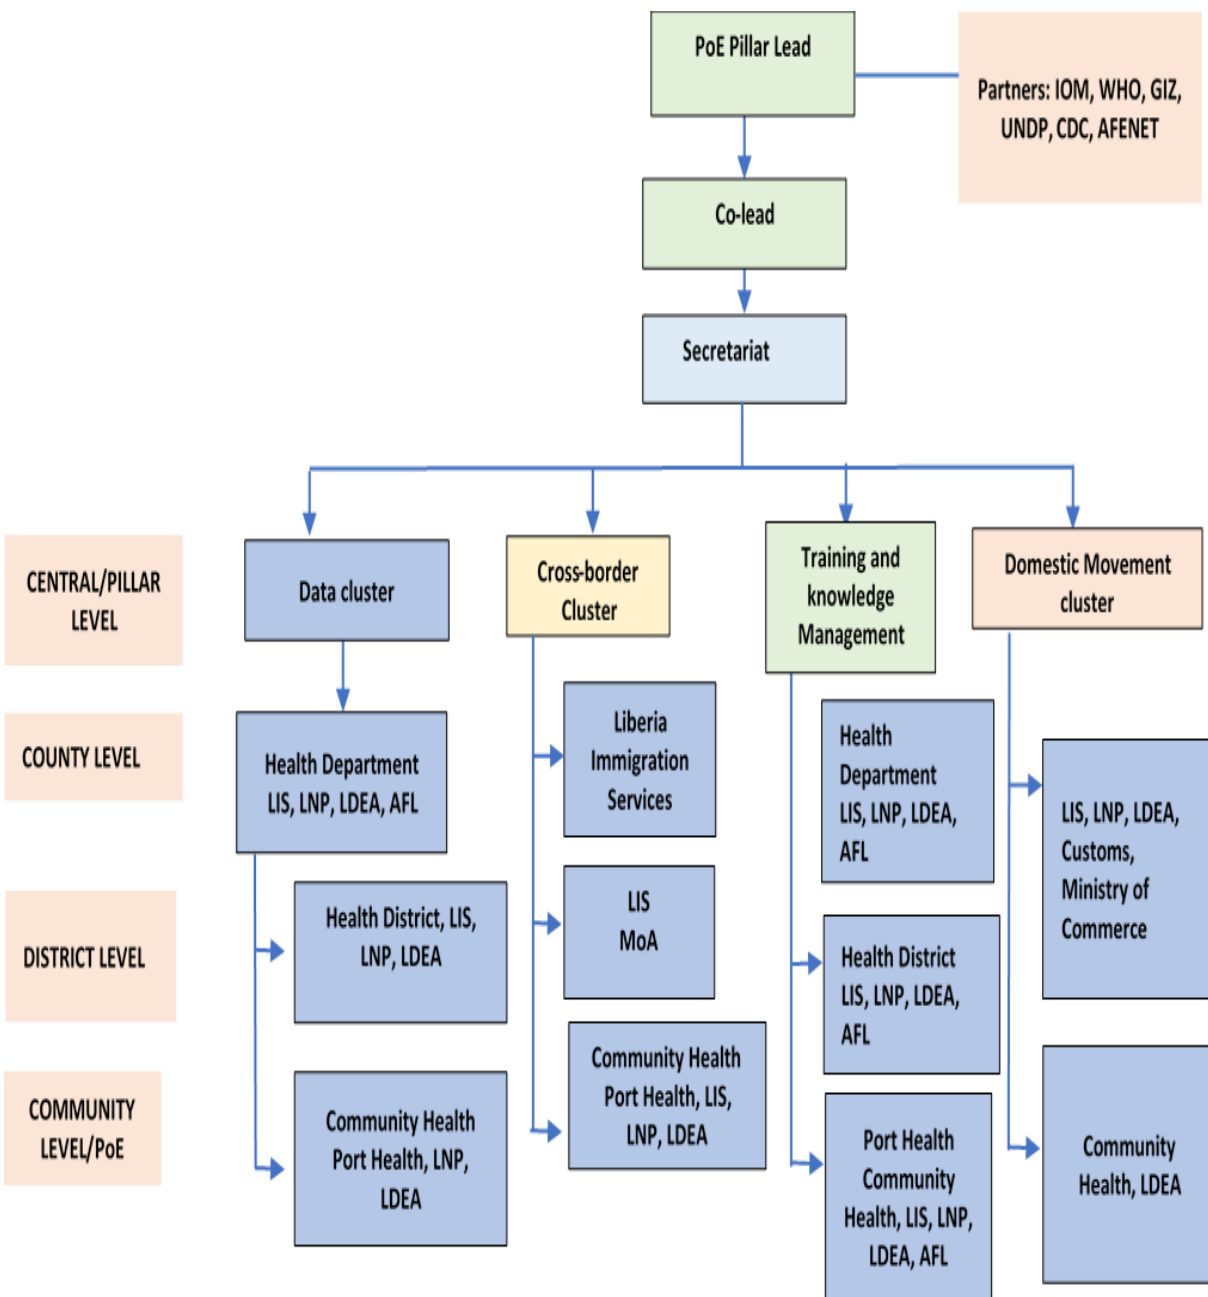 PoE Pillar Lead
Partners: IOM, WHO, GIZ,
UNDP, CDC, AFENET
Co-lead
Secretariat
CENTRAL/PILLAR
LEVEL
Data cluster
Cross-border
Cluster
Training and
knowledge
Management
Domestic Movement
cluster
COUNTY LEVEL
Health Department
LIS, LNP, LDEA, AFL
Liberia
Immigration
Services
Health
Department
LIS, LNP, LDEA,
AFL
LIS, LNP, LDEA,
Customs,
Ministry of
Commerce
DISTRICT LEVEL
Health District, LIS,
LNP, LDEA
LIS
MoA
Health District
LIS, LNP, LDEA,
AFL
COMMUNITY
LEVEL/PoE
Community Health
Port Health, LNP,
LDEA
Community Health
Port Health, LIS,
LNP, LDEA
Port Health
Community
Health, LIS, LNP,
LDEA, AFL
Community
Health, LDEA